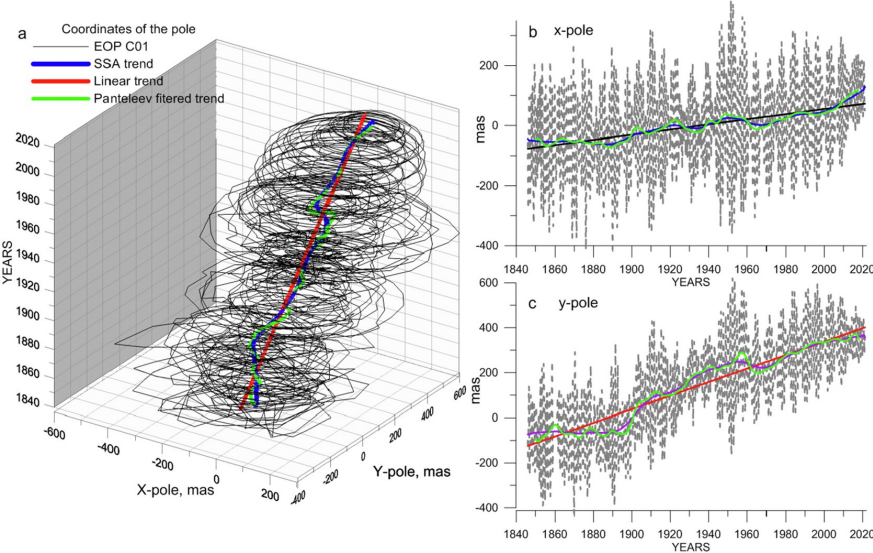 a
Coordinates of the pole
EOP C01
SSA trend
Linear trend
Panteleev fitered trend
2020
2000
1980
1960
1940
1920
1900
1880
1860
1840
YEARS
-600
-400
-200
0
200
X-pole, mas
-400
-200
0
200
400
600
Y-pole, mas
b x-pole
200
0
-200
-400
mas
1840 1860 1880 1900 1920 1940 1960 1980 2000 2020
YEARS
c y-pole
600
400
200
0
-200
-400
mas
1840 1860 1880 1900 1920 1940 1960 1980 2000 2020
YEARS